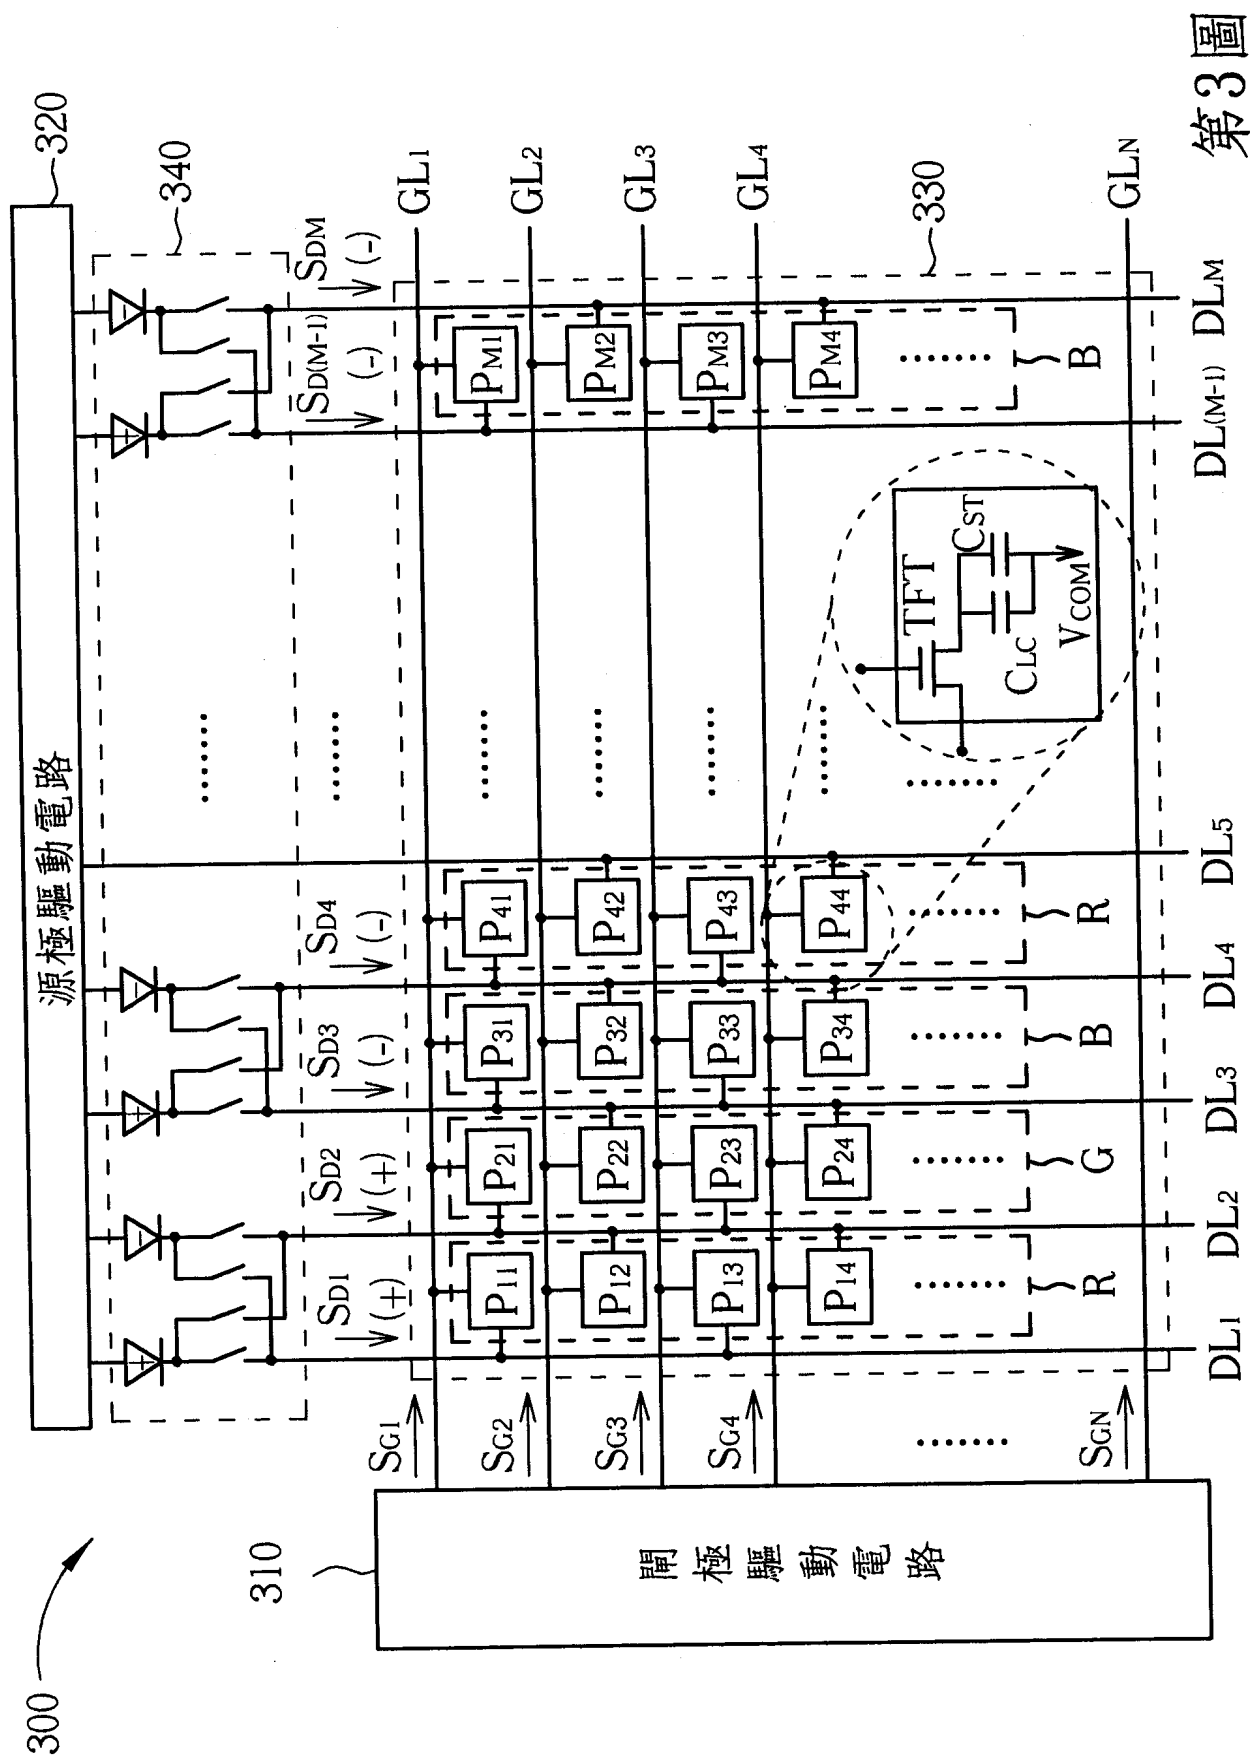 300
源極驅動電路
320
340
SD1
(+)
SD2
(+)
SD3
(-)
SD4
(-)
SD(M-1)
(-)
SDM
(-)
310
閘極驅動電路
SG1
SG2
SG3
SG4
SGN
GL1
GL2
GL3
GL4
GLN
P11 P21 P31 P41 PM1
P12 P22 P32 P42 PM2
P13 P23 P33 P43 PM3
P14 P24 P34 P44 PM4
TFT
CLC
CST
VCOM
330
R G B R B
DL1 DL2 DL3 DL4 DL5 DL(M-1) DLM
第3圖